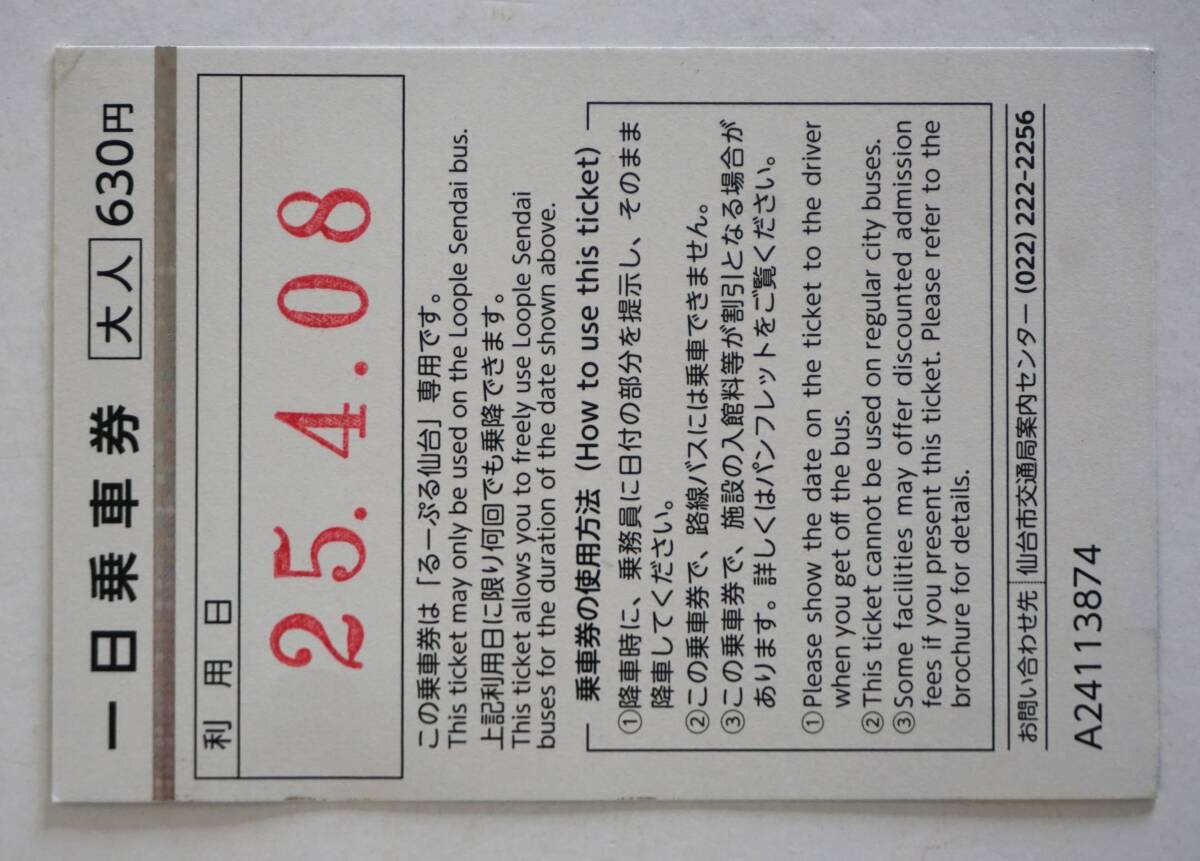 一日乗車券 大人 630円
利用日
25.4.08
この乗車券は「るーぷる仙台」専用です。
This ticket may only be used on the Loople Sendai bus.
上記利用日に限り何回でも乗降できます。
This ticket allows you to freely use Loople Sendai
buses for the duration of the date shown above.
乗車券の使用方法（How to use this ticket）
①降車時に、乗務員に日付の部分を提示し、そのまま
降車してください。
②この乗車券で、路線バスには乗車できません。
③この乗車券で、施設の入館料等が割引となる場合が
あります。詳しくはパンフレットをご覧ください。
①Please show the date on the ticket to the driver
when you get off the bus.
②This ticket cannot be used on regular city buses.
③Some facilities may offer discounted admission
fees if you present this ticket. Please refer to the
brochure for details.
お問い合わせ先 仙台市交通局案内センター (022) 222-2256
A24113874